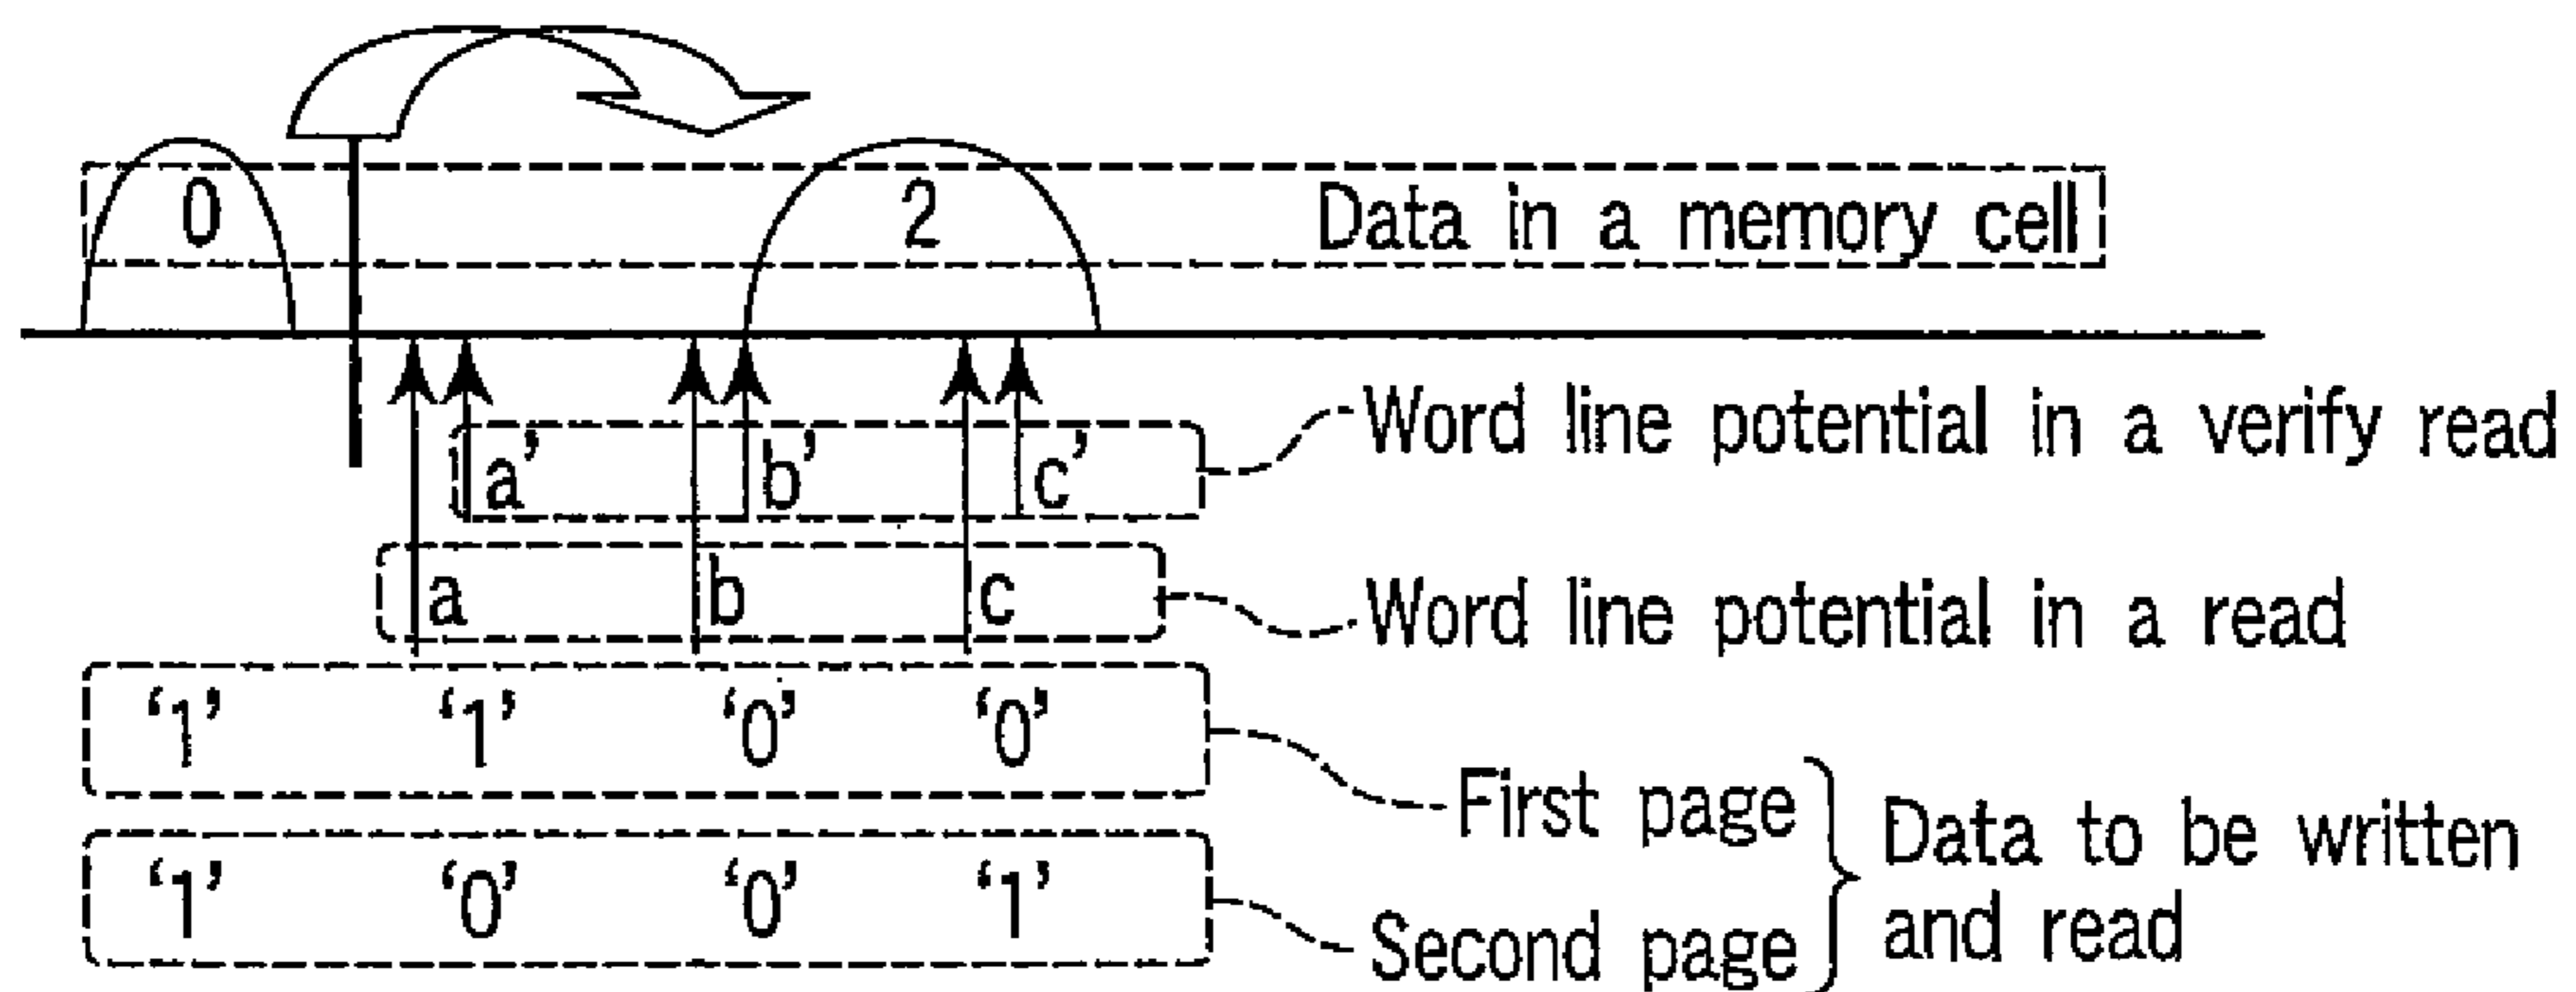 0 2 Data in a memory cell
a’ b’ c’ Word line potential in a verify read
a b c Word line potential in a read
‘1’ ‘1’ ‘0’ ‘0’
First page
‘1’ ‘0’ ‘0’ ‘1’
Second page
Data to be written
and read